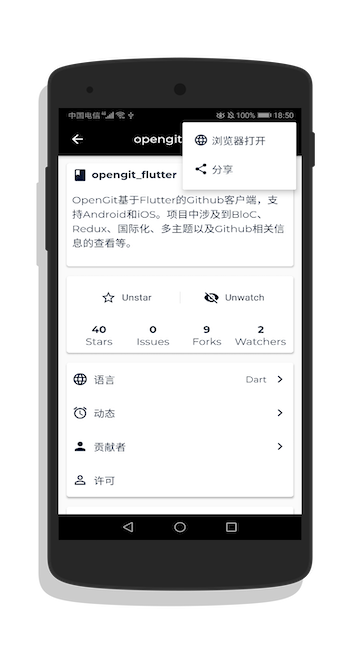 中国电信 4G 100% 18:50
opengit
浏览器打开
分享
opengit_flutter
OpenGit基于Flutter的Github客户端，支
持Android和iOS。项目中涉及到BloC、
Redux、国际化、多主题以及Github相关信
息的查看等。
Unstar Unwatch
40 0 9 2
Stars Issues Forks Watchers
语言 Dart
动态
贡献者
许可